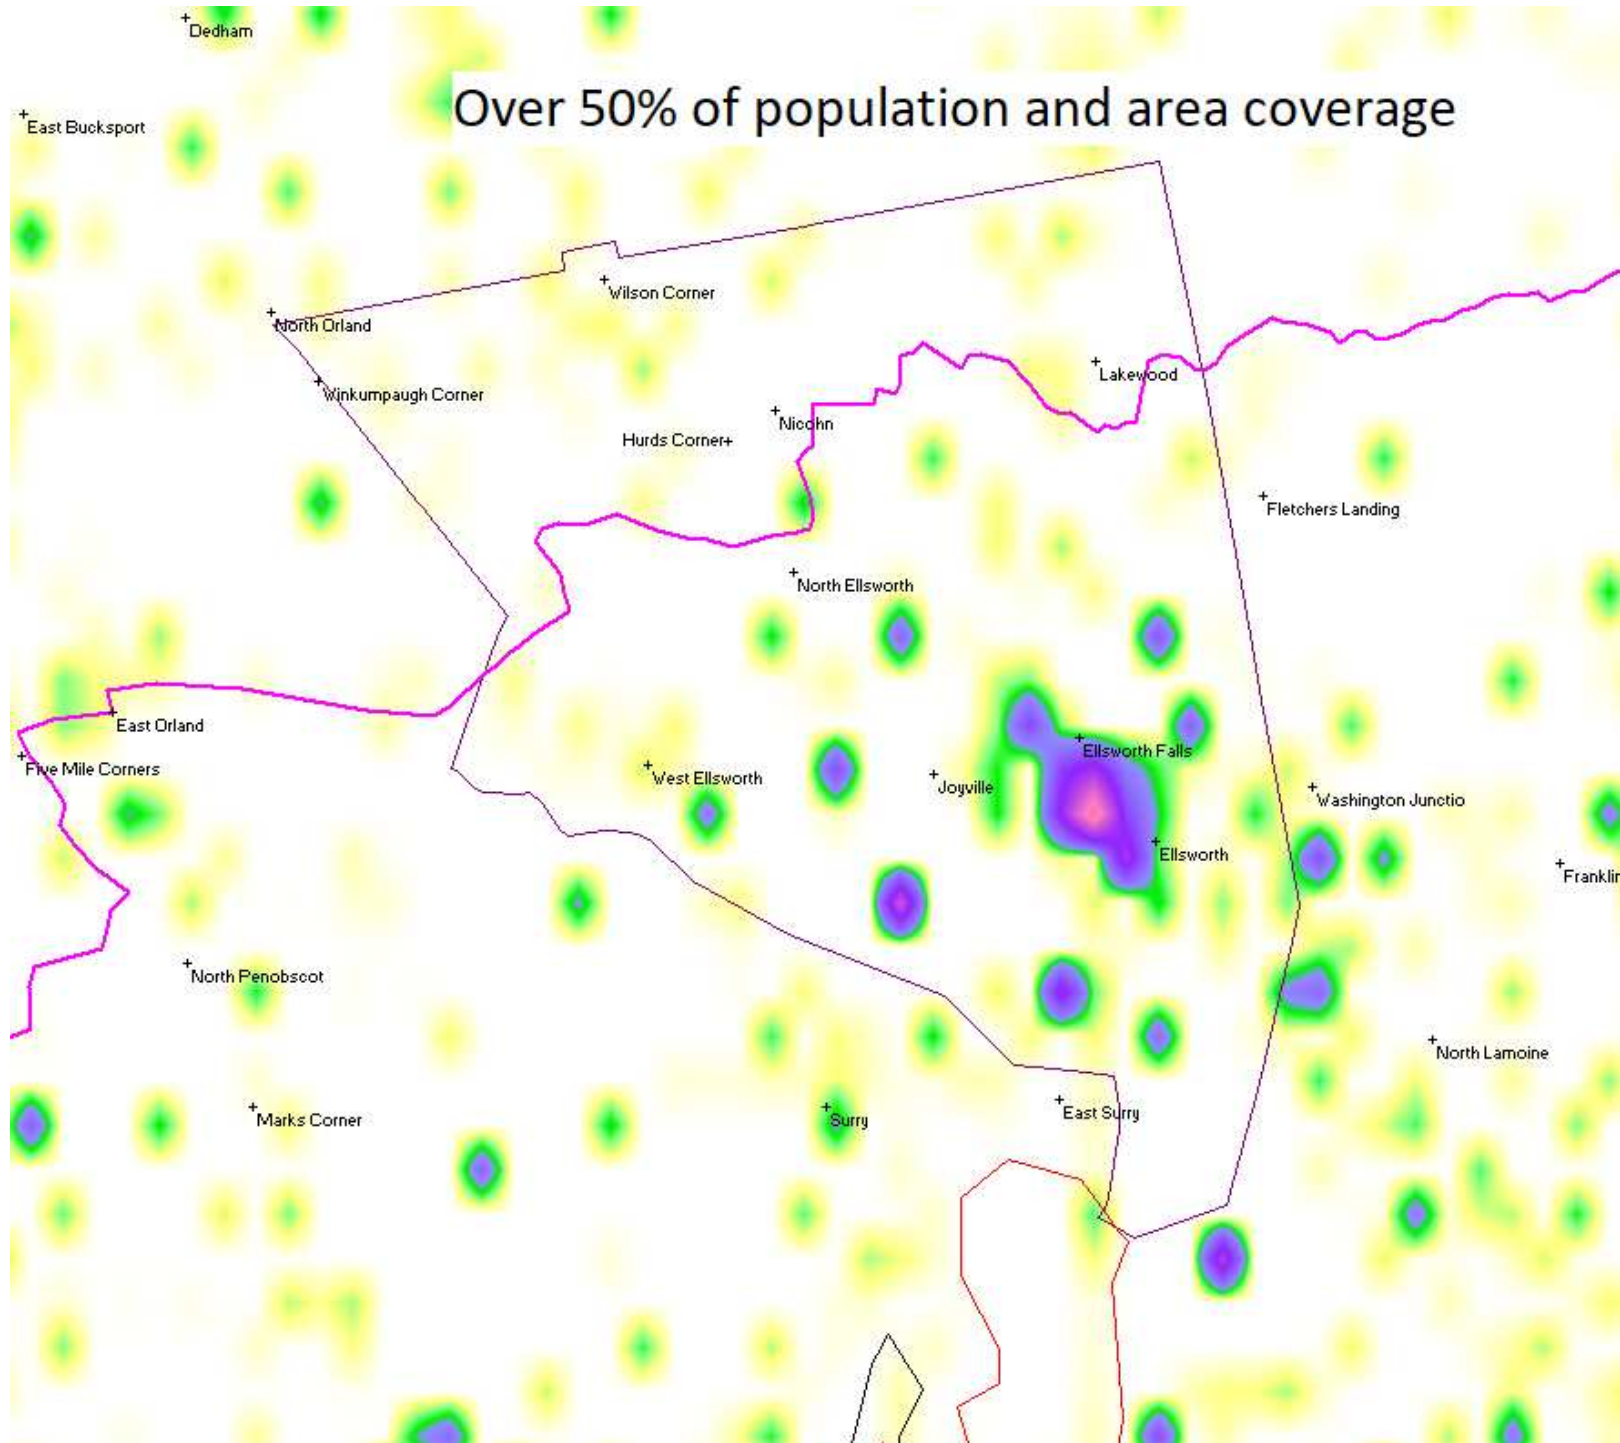 Dedham
Over 50% of population and area coverage
East Bucksport
Wilson Corner
North Orland
Lakewood
Winkumpaugh Corner
Nicohn
Hurds Corner
Fletchers Landing
North Ellsworth
East Orland
Ellsworth Falls
Five Mile Corners
West Ellsworth
Joyville
Washington Junctio
Ellsworth
Franklin
North Penobscot
North Lamoine
Marks Corner
Surry
East Surry